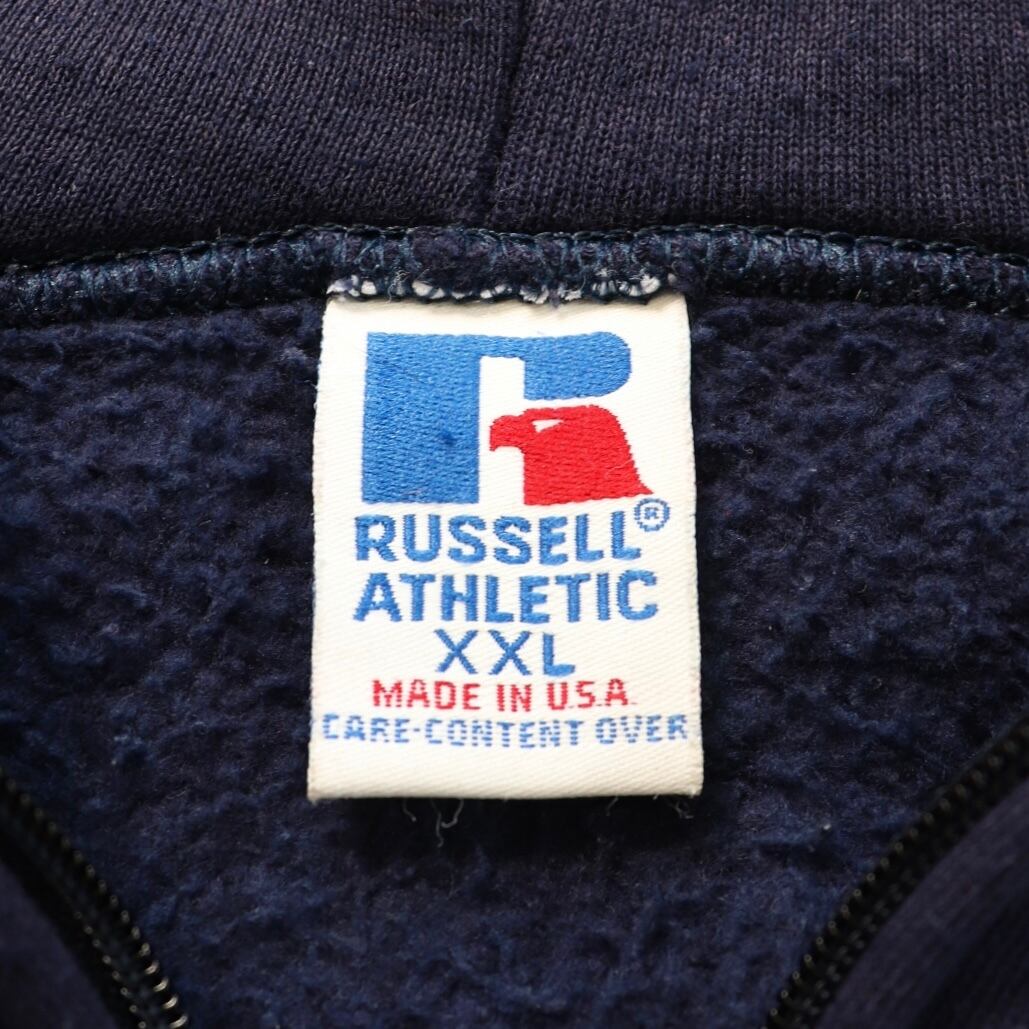 R
RUSSELL®
ATHLETIC
XXL
MADE IN U.S.A.
CARE-CONTENT OVER